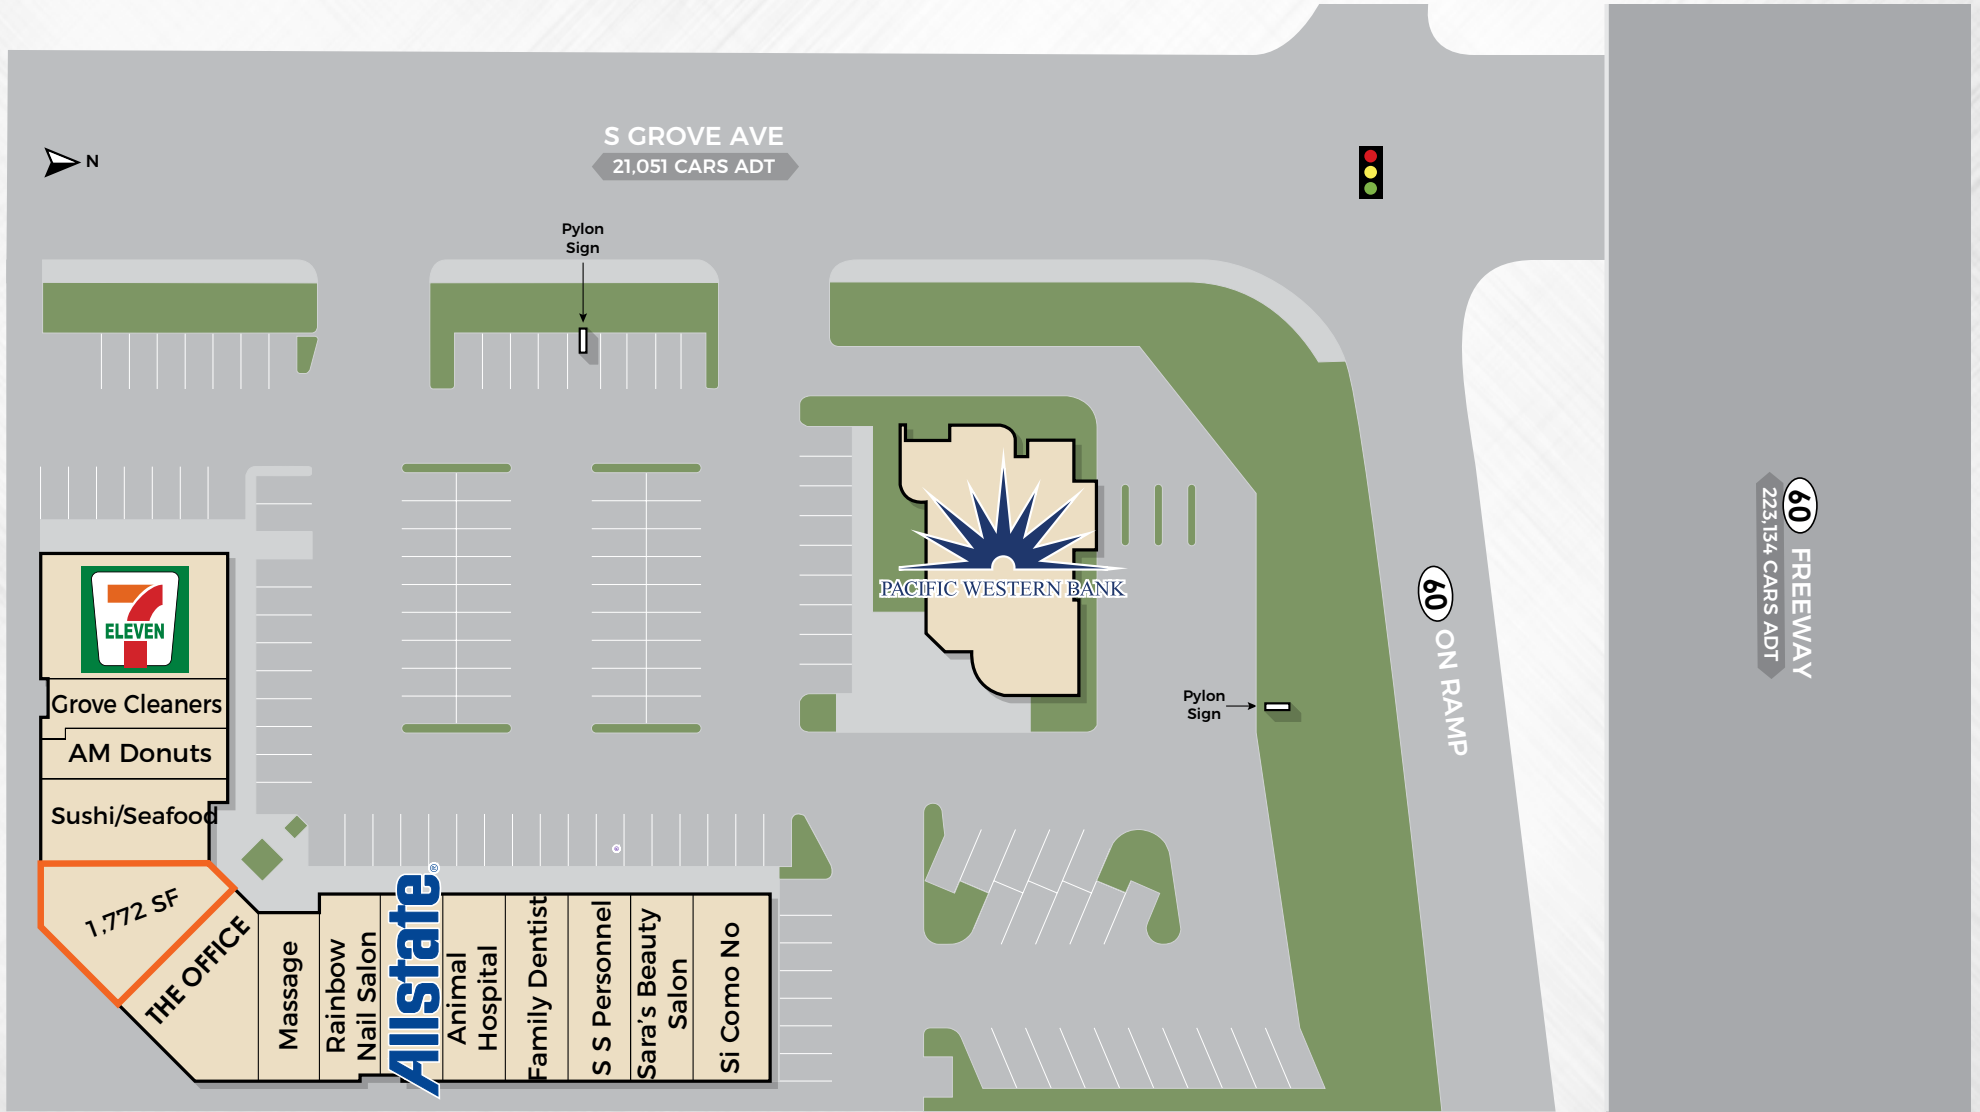 S GROVE AVE
21,051 CARS ADT
N
Pylon
Sign
PACIFIC WESTERN BANK
Pylon
Sign
60 ON RAMP
60 FREEWAY
223,134 CARS ADT
7
ELEVEN
Grove Cleaners
AM Donuts
Sushi/Seafood
1,772 SF
THE OFFICE
Massage
Rainbow
Nail Salon
Allstate®
Animal
Hospital
Family Dentist
S S Personnel
Sara's Beauty
Salon
Si Como No